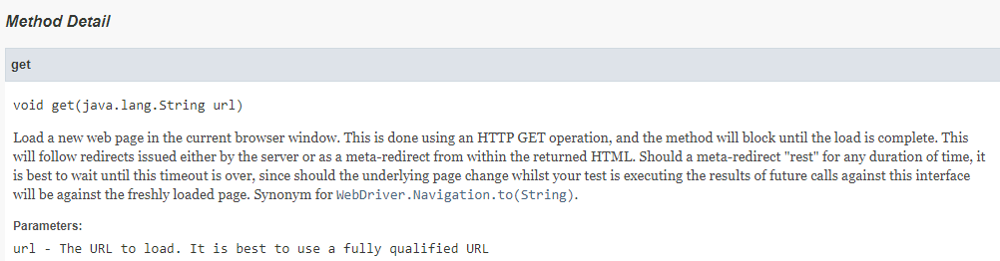 Method Detail
get
void get(java.lang.String url)
Load a new web page in the current browser window. This is done using an HTTP GET operation, and the method will block until the load is complete. This
will follow redirects issued either by the server or as a meta-redirect from within the returned HTML. Should a meta-redirect "rest" for any duration of time, it
is best to wait until this timeout is over, since should the underlying page change whilst your test is executing the results of future calls against this interface
will be against the freshly loaded page. Synonym for WebDriver.Navigation.to(String).
Parameters:
url - The URL to load. It is best to use a fully qualified URL